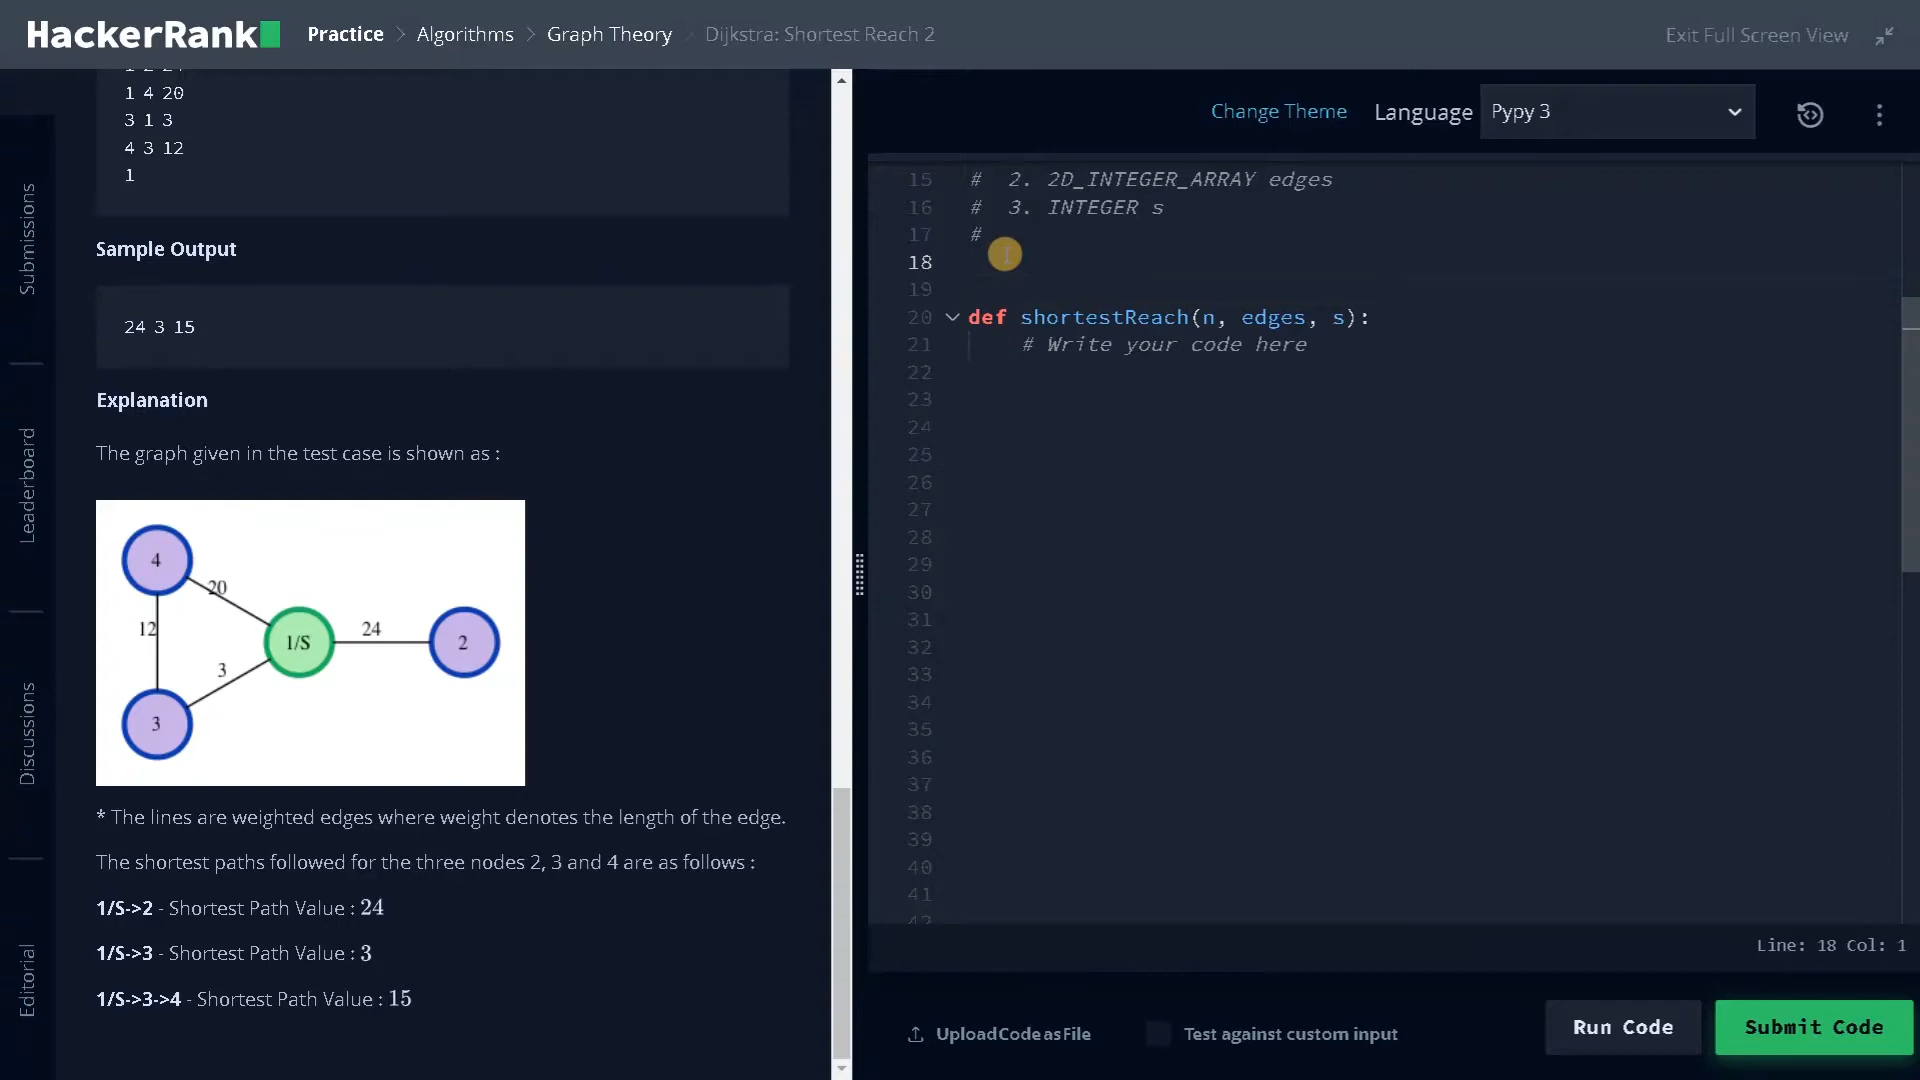 HackerRank
Practice > Algorithms > Graph Theory > Dijkstra: Shortest Reach 2
Exit Full Screen View
Submissions
Leaderboard
Discussions
Editorial
1 4 20
3 1 3
4 3 12
1
Sample Output
24 3 15
Explanation
The graph given in the test case is shown as :
4
20
12
1/S
24
2
3
3
* The lines are weighted edges where weight denotes the length of the edge.
The shortest paths followed for the three nodes 2, 3 and 4 are as follows :
1/S->2 - Shortest Path Value : 24
1/S->3 - Shortest Path Value : 3
1/S->3->4 - Shortest Path Value : 15
Change Theme Language Pypy 3
15 # 2. 2D_INTEGER_ARRAY edges
16 # 3. INTEGER s
17 #
18
19
20 def shortestReach(n, edges, s):
21 # Write your code here
22
23
24
25
26
27
28
29
30
31
32
33
34
35
36
37
38
39
40
41
42
Line: 18 Col: 1
Upload Code as File
Test against custom input
Run Code
Submit Code